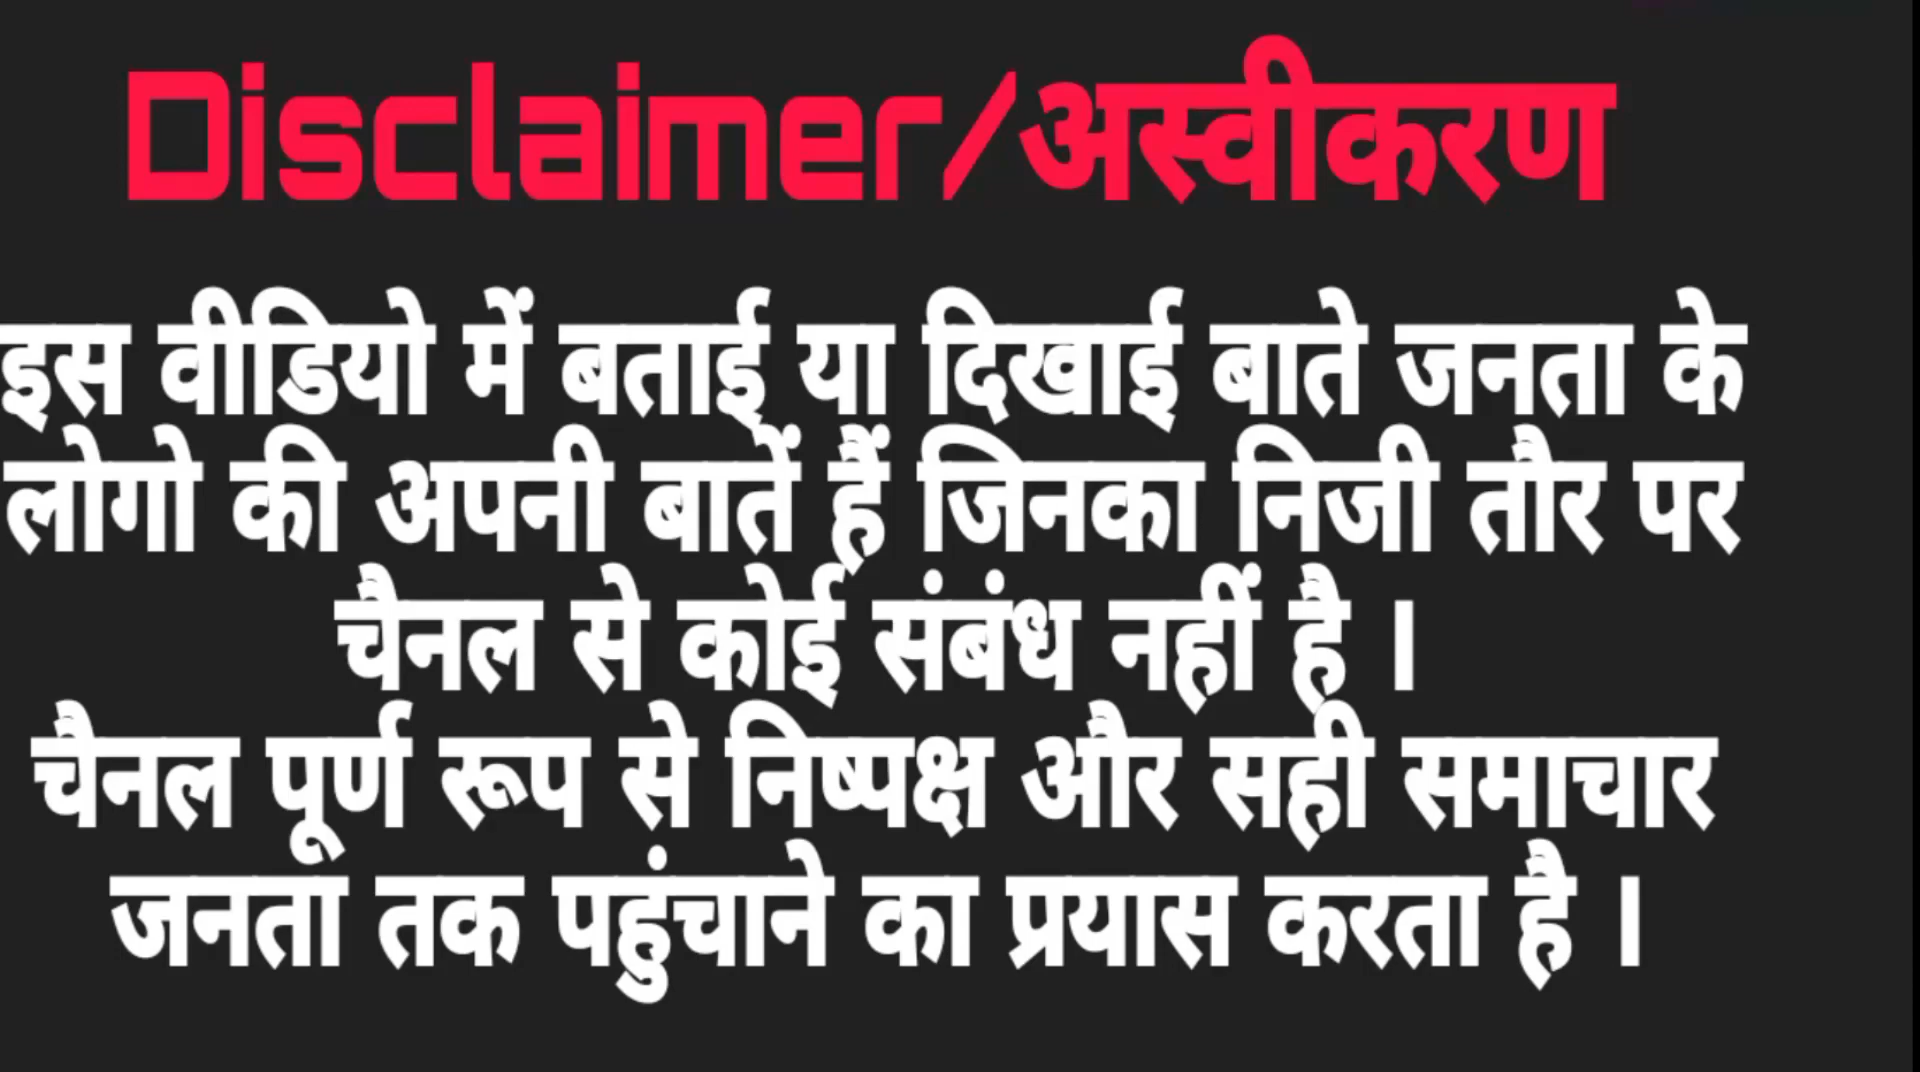 Disclaimer/अस्वीकरण
इस वीडियो में बताई या दिखाई बाते जनता के
लोगो की अपनी बातें हैं जिनका निजी तौर पर
चैनल से कोई संबंध नहीं है ।
चैनल पूर्ण रूप से निष्पक्ष और सही समाचार
जनता तक पहुंचाने का प्रयास करता है ।